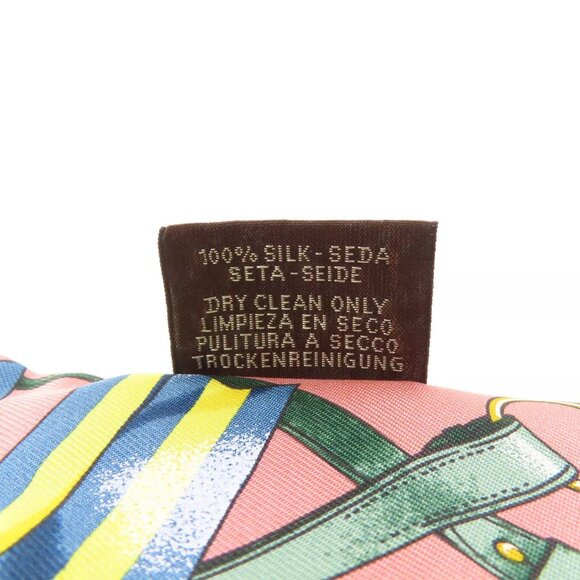 100% SILK - SEDA
SETA - SEIDE
DRY CLEAN ONLY
LIMPIEZA EN SECO
PULITURA A SECCO
TROCKENREINIGUNG